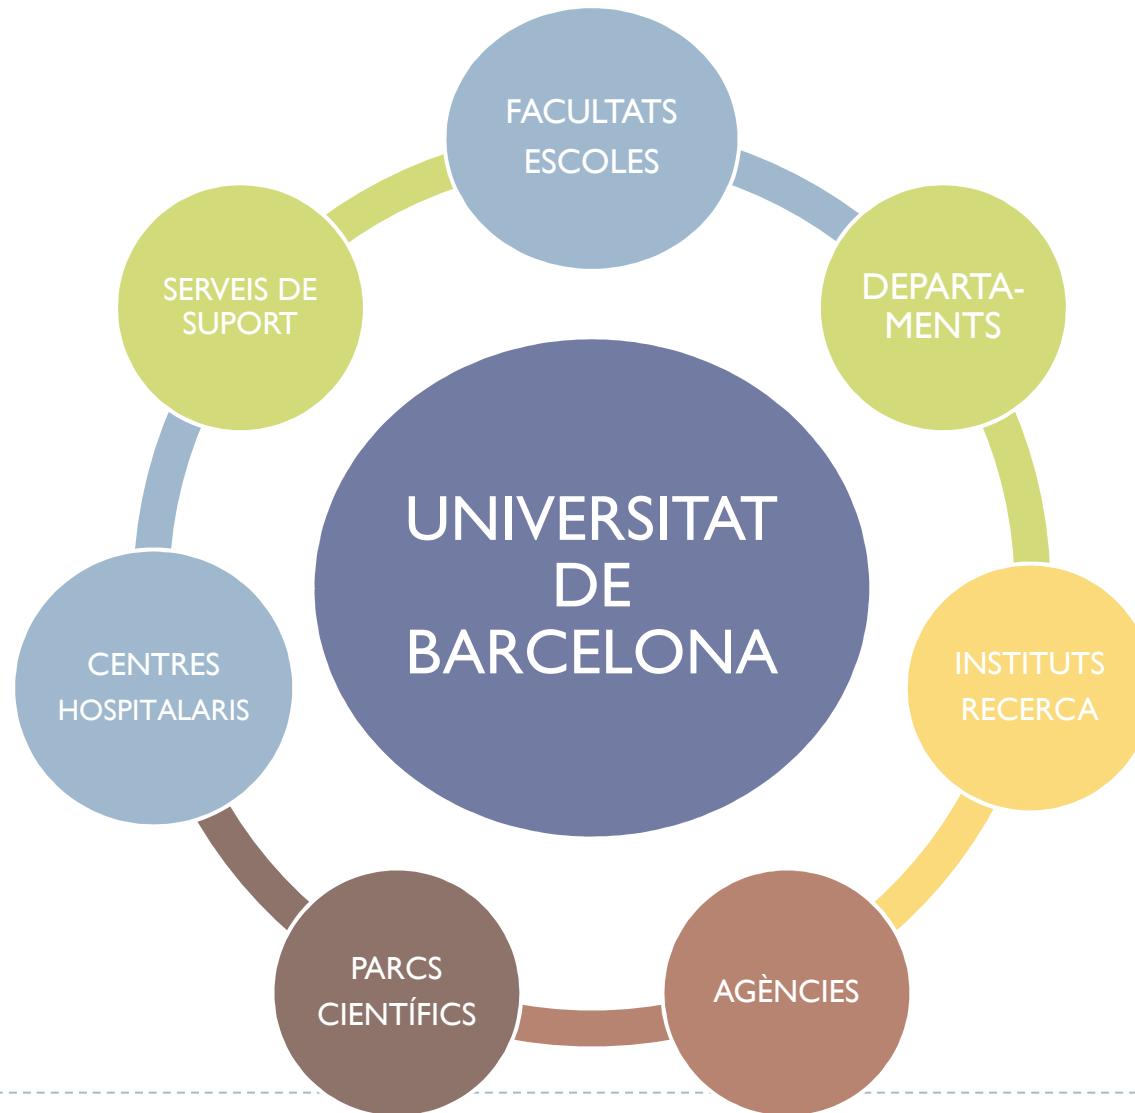 FACULTATS
ESCOLES
DEPARTA-
MENTS
INSTITUTS
RECERCA
AGÈNCIES
PARCS
CIENTÍFICS
CENTRES
HOSPITALARIS
SERVEIS DE
SUPORT
UNIVERSITAT
DE
BARCELONA